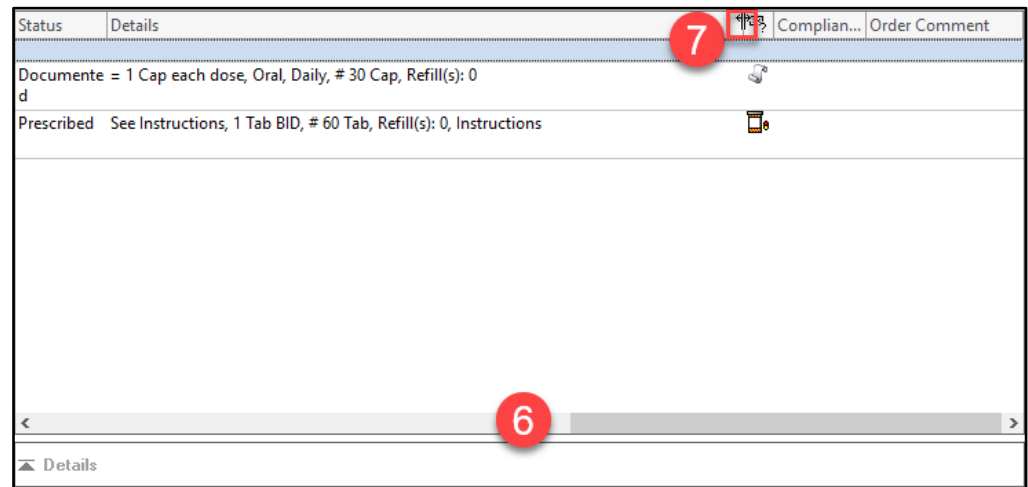 Status Details 7 ? Complian... Order Comment
Documente = 1 Cap each dose, Oral, Daily, # 30 Cap, Refill(s): 0
d
Prescribed See Instructions, 1 Tab BID, # 60 Tab, Refill(s): 0, Instructions
6
Details